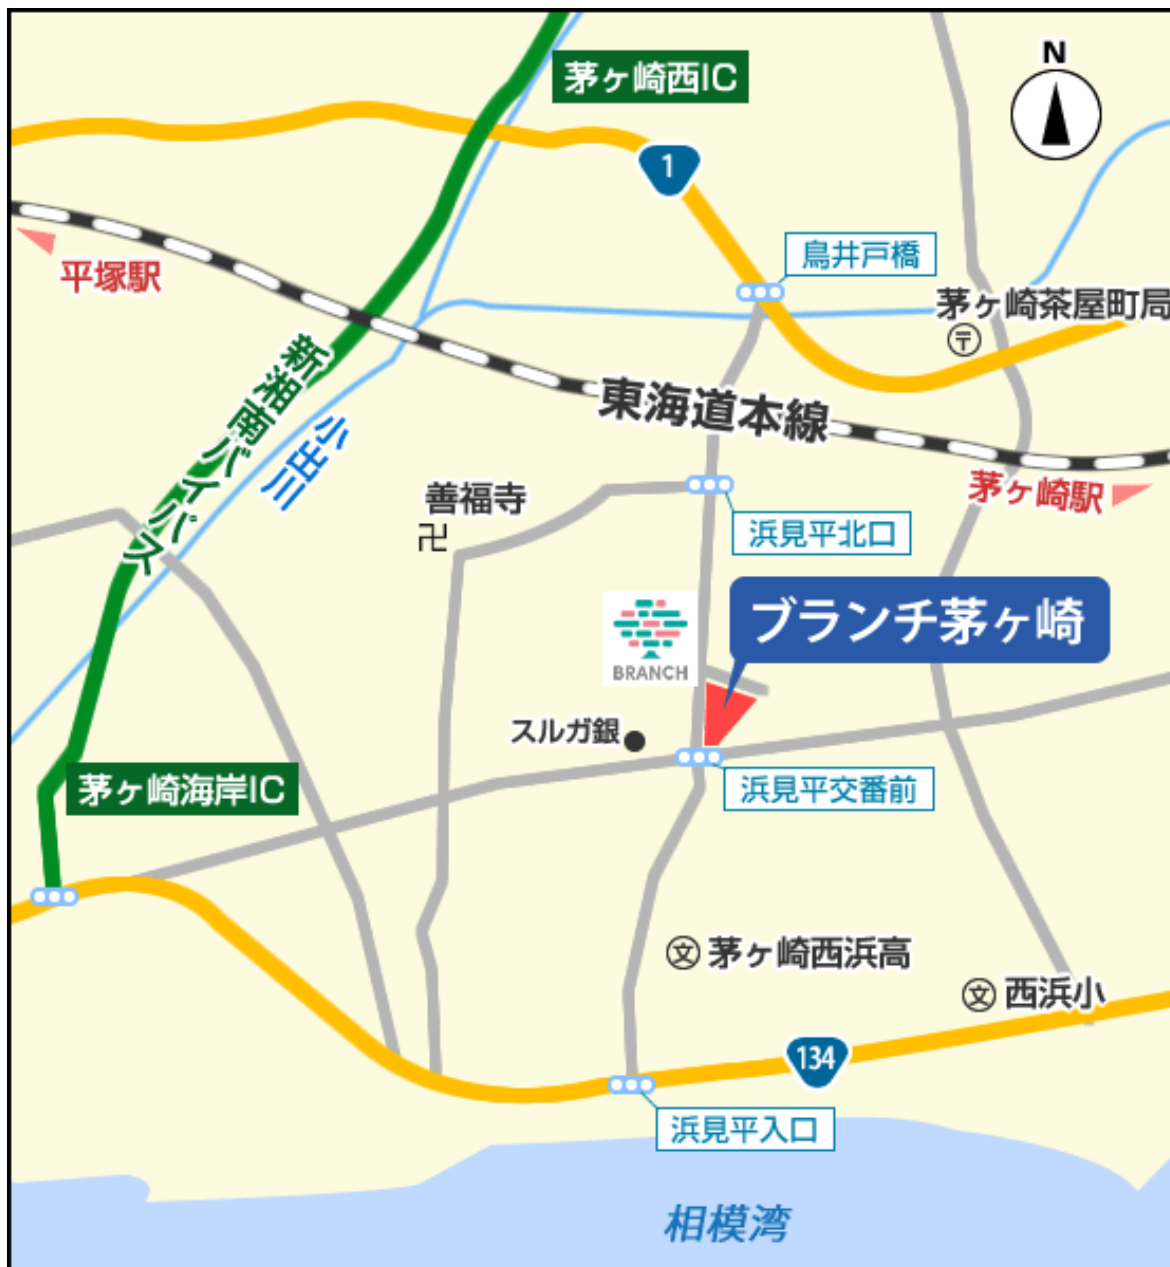 茅ヶ崎西IC
N
1
鳥井戸橋
平塚駅
茅ヶ崎茶屋町局
〒
新湘南バイパス
東海道本線
小出川
茅ヶ崎駅
善福寺
卍
浜見平北口
ブランチ茅ヶ崎
BRANCH
スルガ銀
茅ヶ崎海岸IC
浜見平交番前
文 茅ヶ崎西浜高
文 西浜小
134
浜見平入口
相模湾